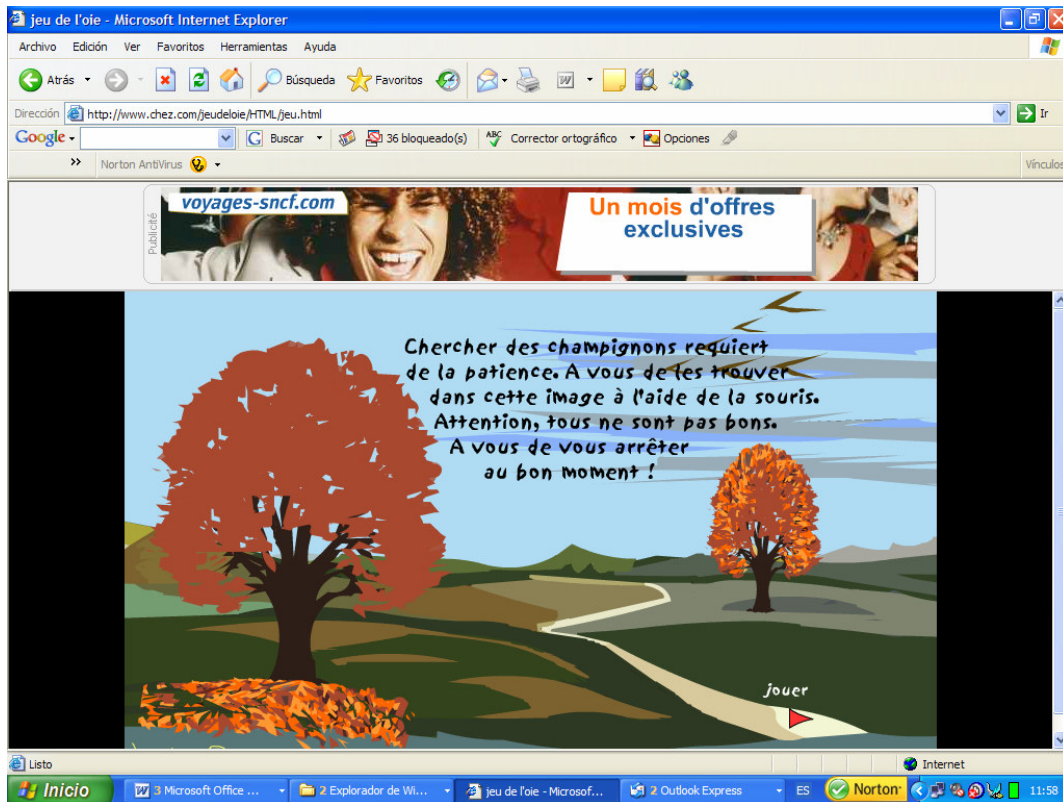 jeu de l'oie - Microsoft Internet Explorer
Archivo Edición Ver Favoritos Herramientas Ayuda
Atrás Búsqueda Favoritos
Dirección http://www.chez.com/jeudeloie/HTML/jeu.html Ir
Google Buscar 36 bloqueado(s) ABC Corrector ortográfico Opciones
» Norton AntiVirus Vínculos
Publicité
voyages-sncf.com
Un mois d'offres
exclusives
Chercher des champignons requiert
de la patience. A vous de les trouver
dans cette image à l'aide de la souris.
Attention, tous ne sont pas bons.
A vous de vous arrêter
au bon moment !
jouer
Listo Internet
Inicio 3 Microsoft Office ... 2 Explorador de Wi... jeu de l'oie - Microsof... 2 Outlook Express ES Norton 11:58